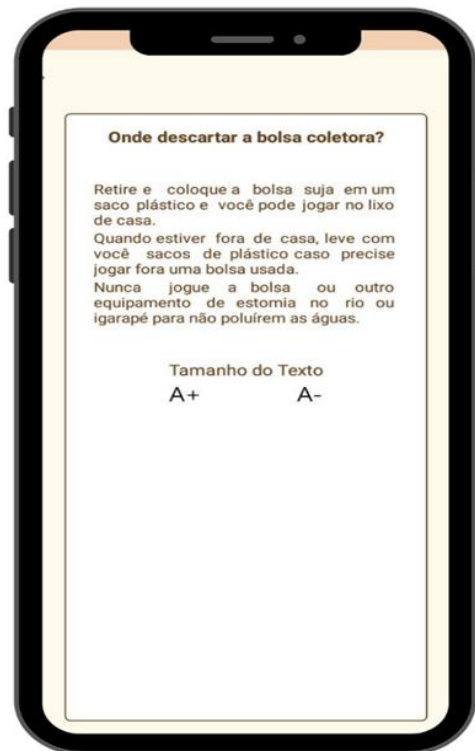 Onde descartar a bolsa coletora?
Retire e coloque a bolsa suja em um
saco plástico e você pode jogar no lixo
de casa.
Quando estiver fora de casa, leve com
você sacos de plástico caso precise
jogar fora uma bolsa usada.
Nunca jogue a bolsa ou outro
equipamento de estomia no rio ou
igarapé para não poluírem as águas.
Tamanho do Texto
A+ A-